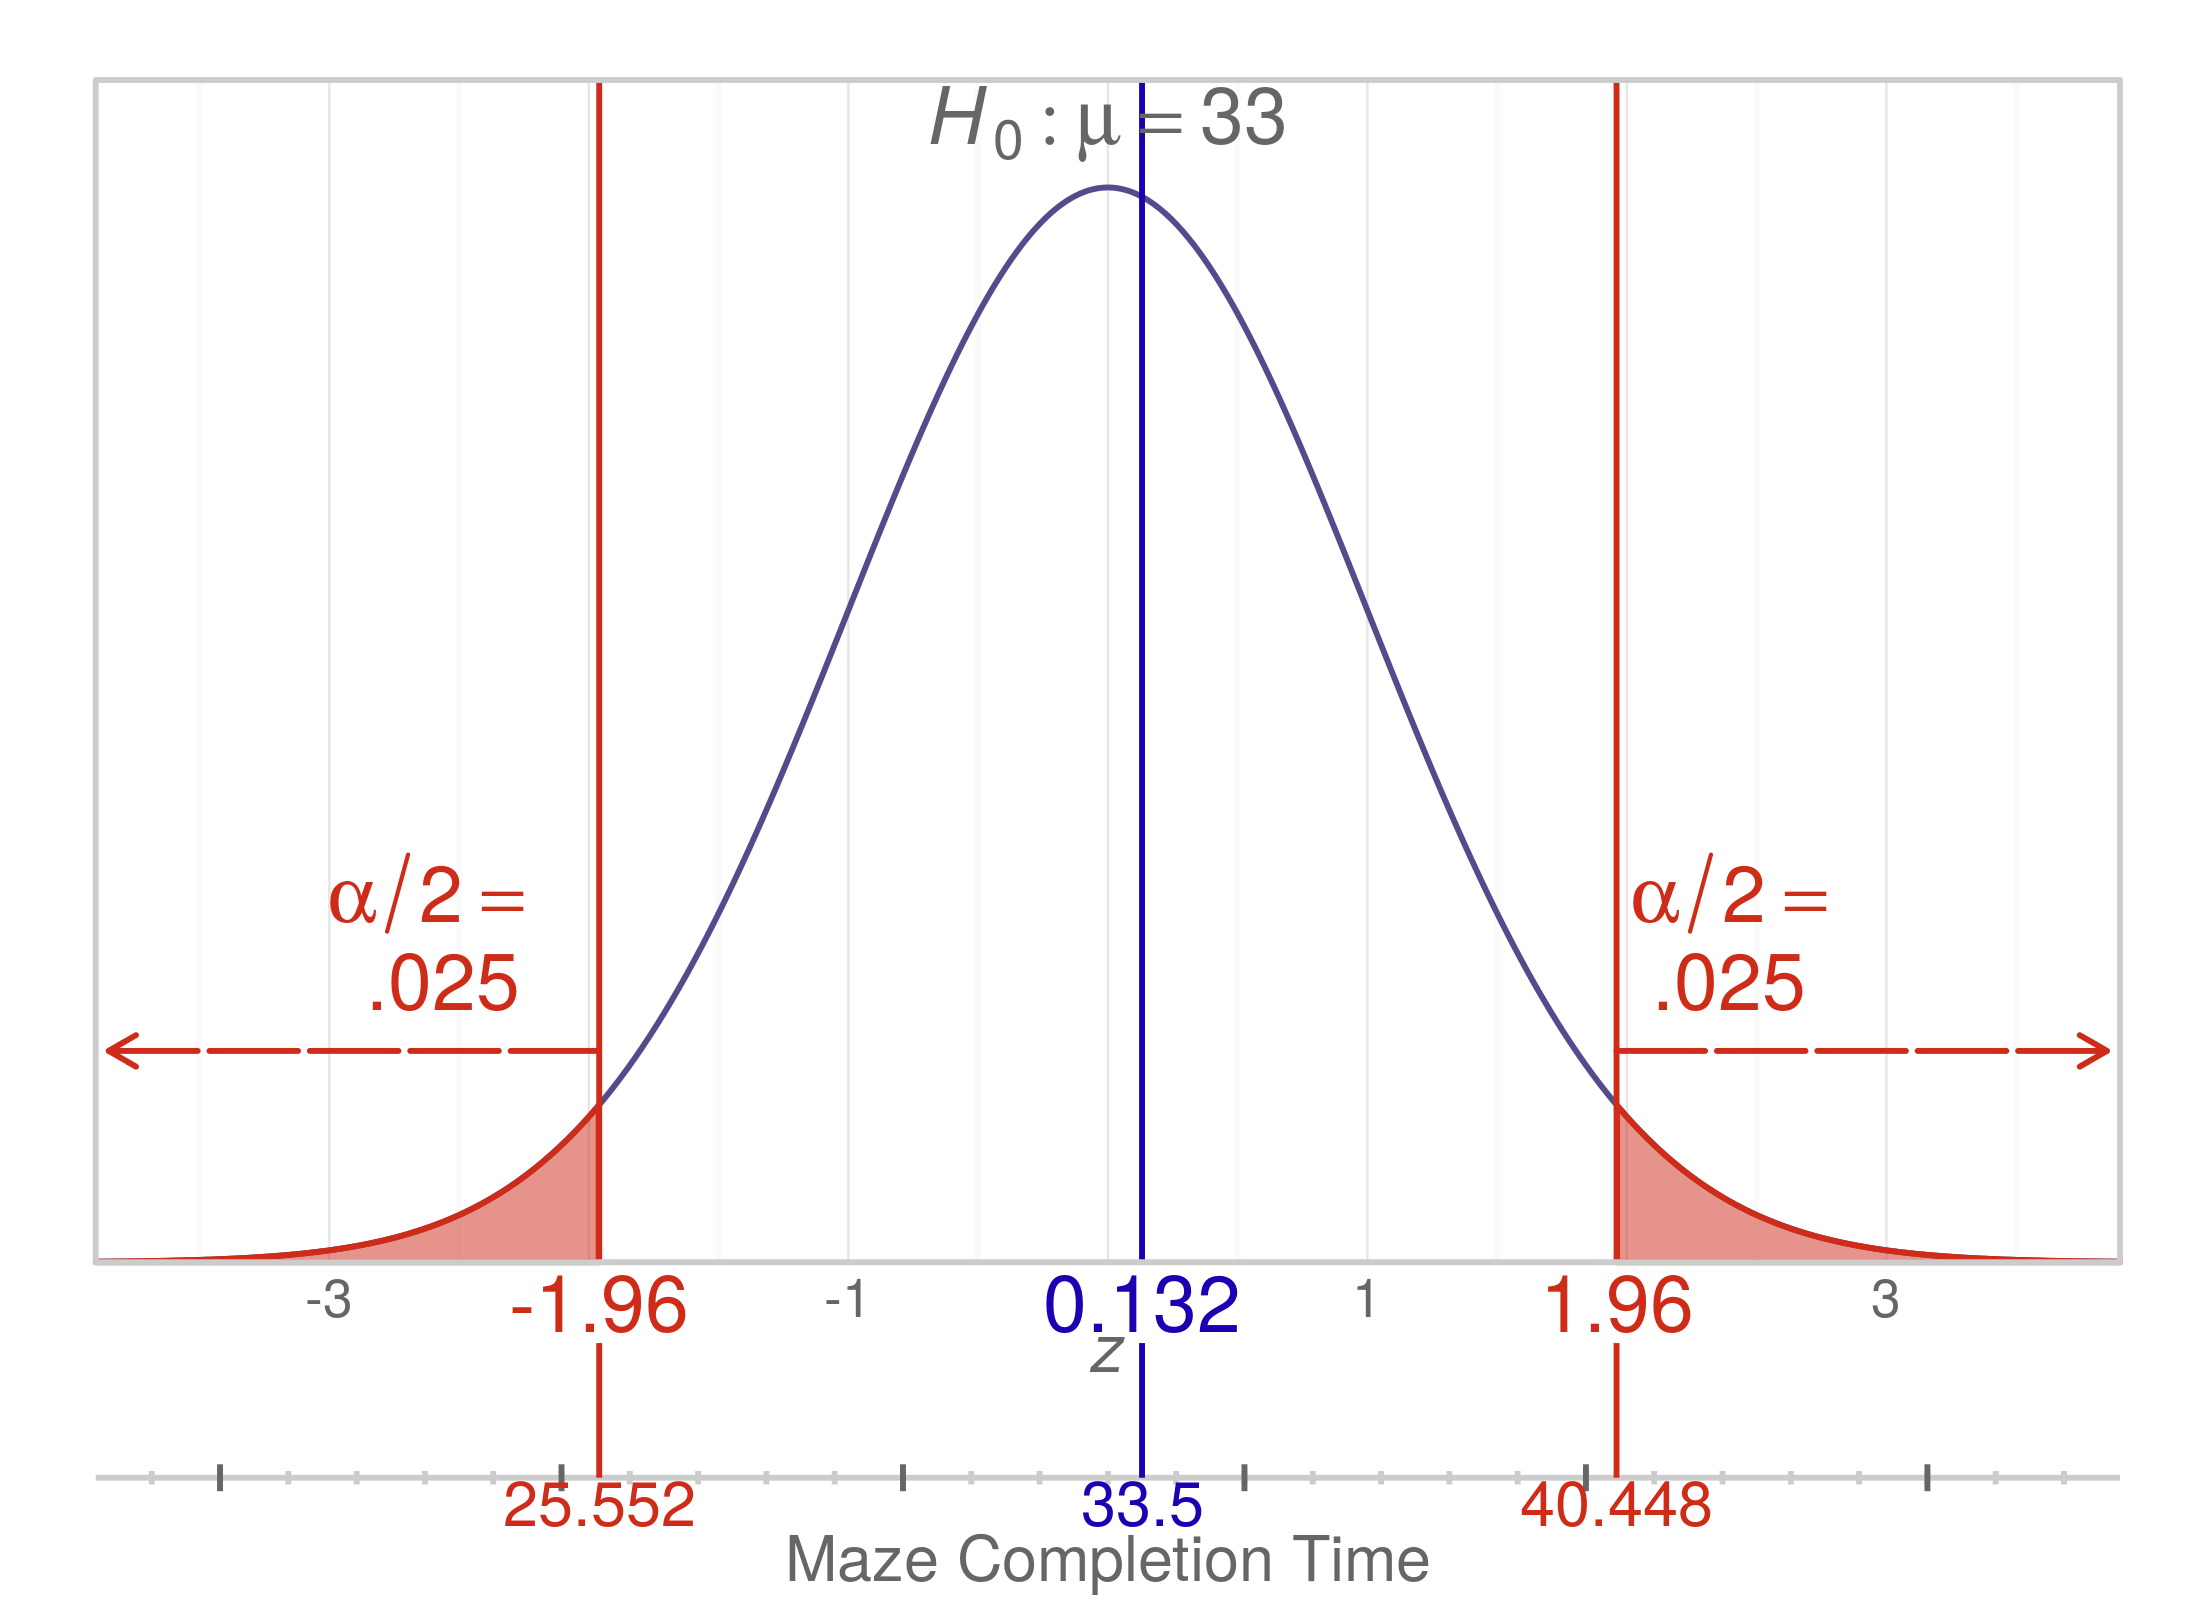 H0 : μ = 33
α/2 =
.025
α/2 =
.025
-3 -1.96 -1 0.132 1 1.96 3
z
25.552 33.5 40.448
Maze Completion Time